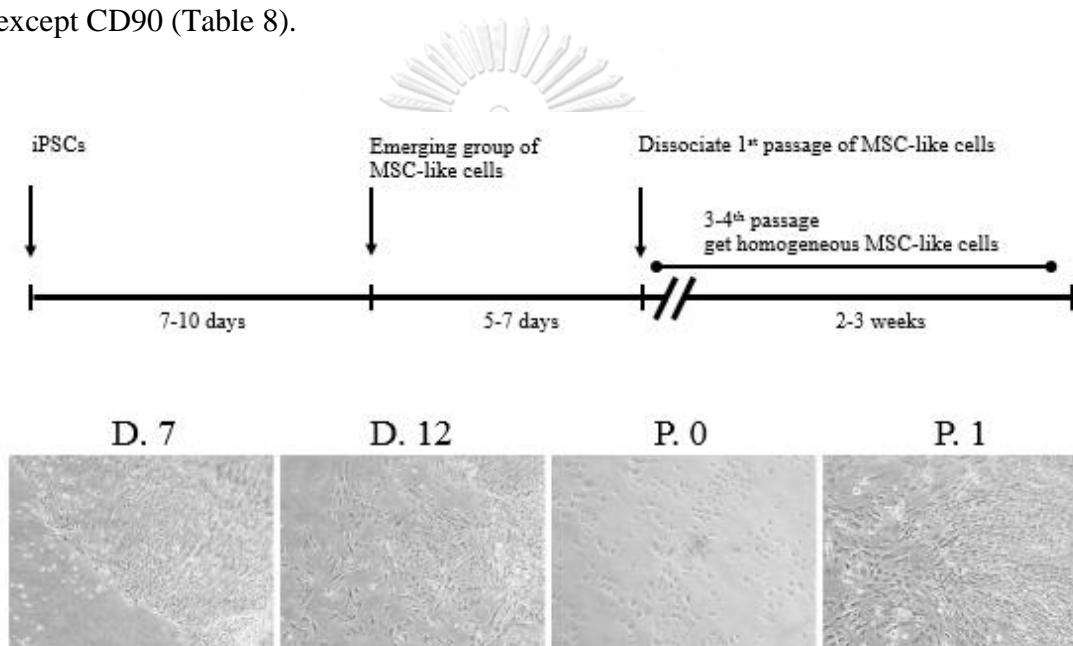 except CD90 (Table 8).
iPSCs
Emerging group of
MSC-like cells
Dissociate 1st passage of MSC-like cells
3-4th passage
get homogeneous MSC-like cells
7-10 days
5-7 days
2-3 weeks
D. 7
D. 12
P. 0
P. 1